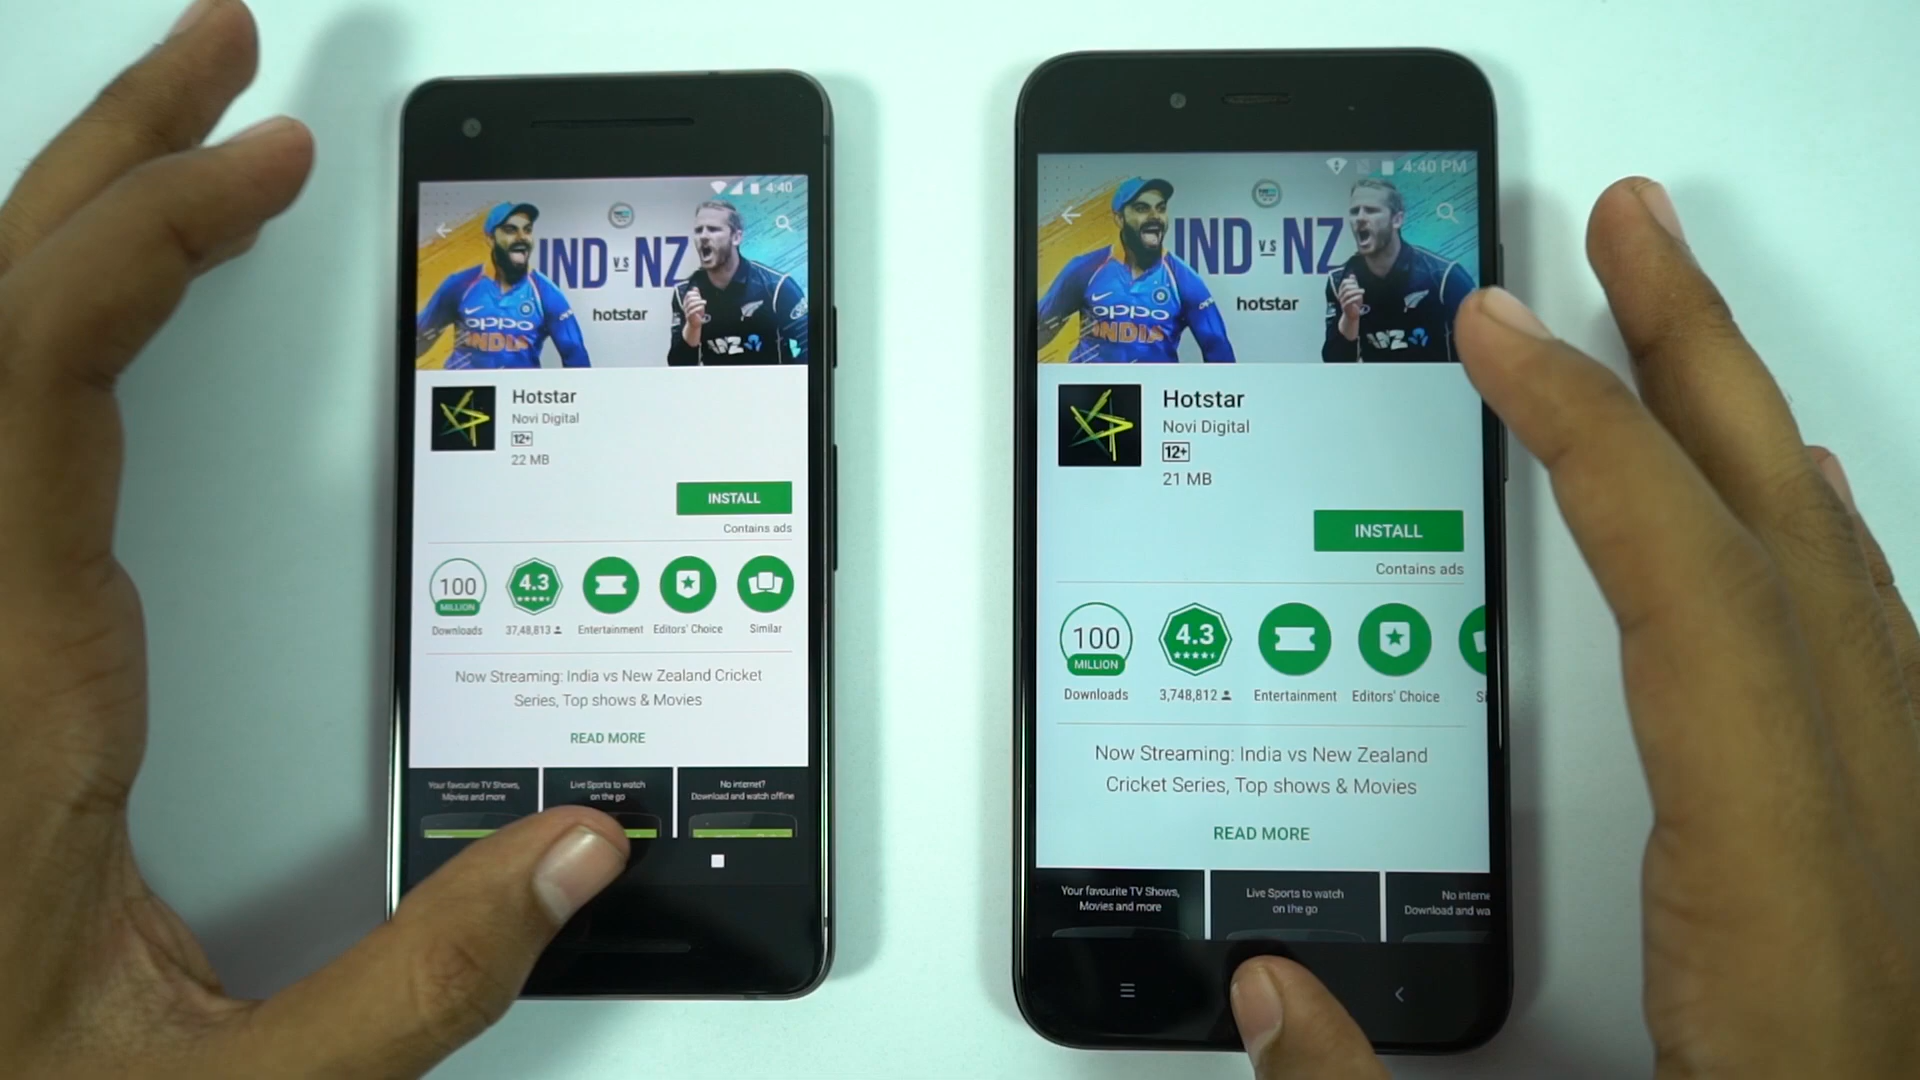 4:40
IND vs NZ
hotstar
OPPO
INDIA
Hotstar
Novi Digital
12+
22 MB
INSTALL
Contains ads
100
MILLION
Downloads
4.3
37,48,813
Entertainment
Editors' Choice
Similar
Now Streaming: India vs New Zealand Cricket
Series, Top shows & Movies
READ MORE
Your favourite TV Shows,
Movies and more
Live Sports to watch
on the go
No internet?
Download and watch offline
4:40 PM
IND vs NZ
hotstar
OPPO
INDIA
Hotstar
Novi Digital
12+
21 MB
INSTALL
Contains ads
100
MILLION
Downloads
4.3
3,748,812
Entertainment
Editors' Choice
Now Streaming: India vs New Zealand
Cricket Series, Top shows & Movies
READ MORE
Your favourite TV Shows,
Movies and more
Live Sports to watch
on the go
No interne
Download and wa